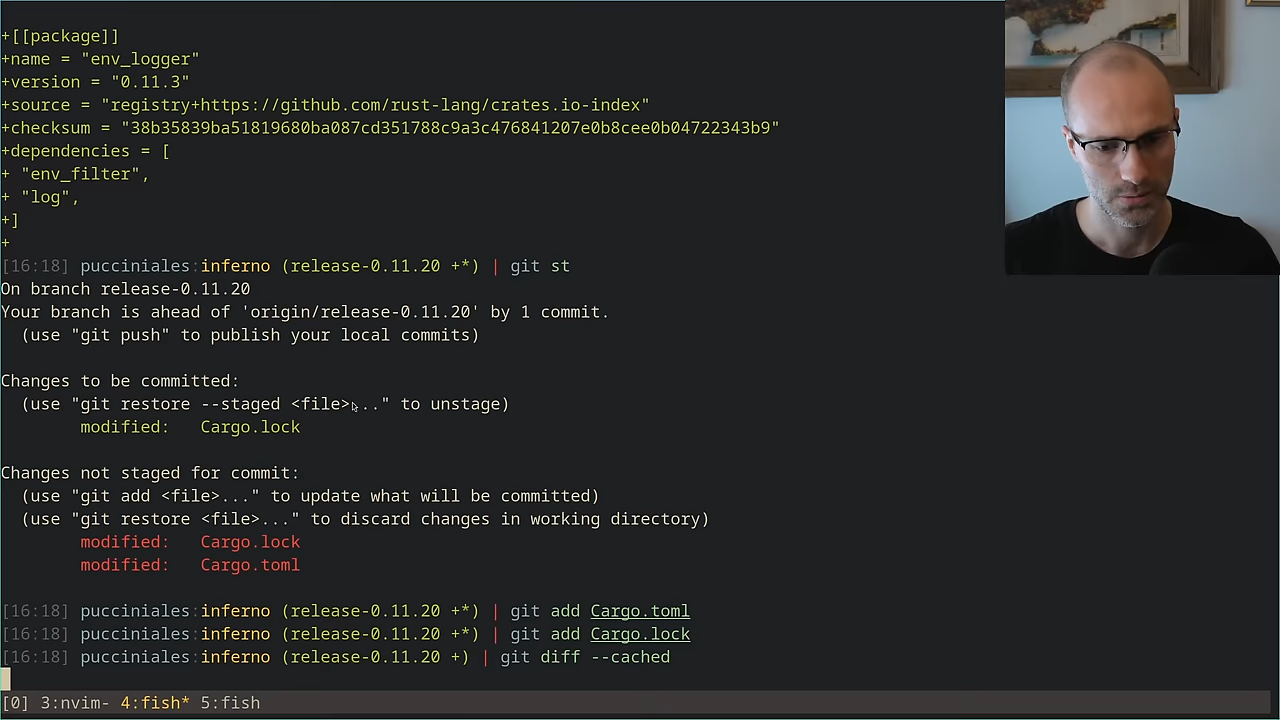 +[[package]]
+name = "env_logger"
+version = "0.11.3"
+source = "registry+https://github.com/rust-lang/crates.io-index"
+checksum = "38b35839ba51819680ba087cd351788c9a3c476841207e0b8cee0b04722343b9"
+dependencies = [
+ "env_filter",
+ "log",
+]
+
[16:18] pucciniales:inferno (release-0.11.20 +*) | git st
On branch release-0.11.20
Your branch is ahead of 'origin/release-0.11.20' by 1 commit.
  (use "git push" to publish your local commits)
Changes to be committed:
  (use "git restore --staged <file>..." to unstage)
        modified:   Cargo.lock
Changes not staged for commit:
  (use "git add <file>..." to update what will be committed)
  (use "git restore <file>..." to discard changes in working directory)
        modified:   Cargo.lock
        modified:   Cargo.toml
[16:18] pucciniales:inferno (release-0.11.20 +*) | git add Cargo.toml
[16:18] pucciniales:inferno (release-0.11.20 +*) | git add Cargo.lock
[16:18] pucciniales:inferno (release-0.11.20 +) | git diff --cached
[0] 3:nvim- 4:fish* 5:fish